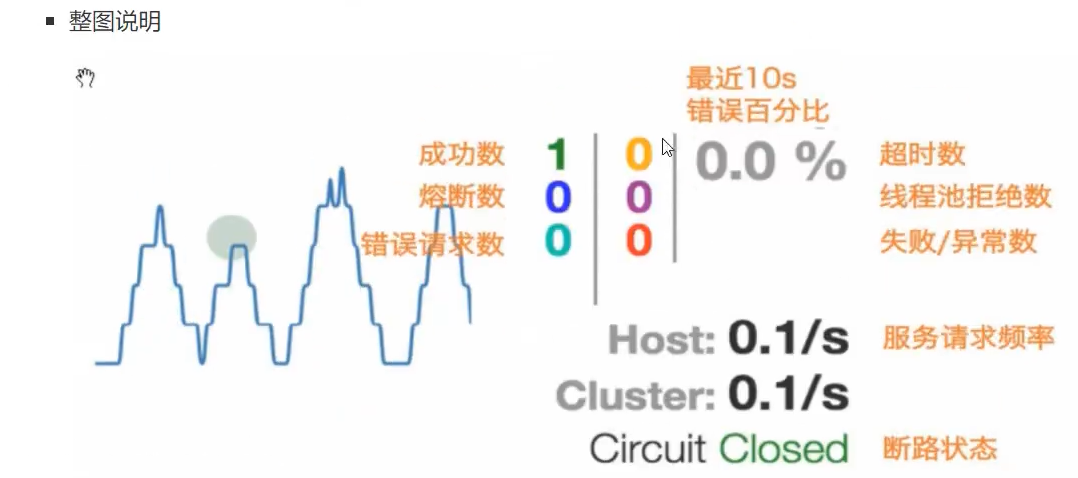 整图说明
最近10s
错误百分比
成功数 1 0 0.0 % 超时数
熔断数 0 0 线程池拒绝数
错误请求数 0 0 失败/异常数
Host: 0.1/s 服务请求频率
Cluster: 0.1/s
Circuit Closed 断路状态